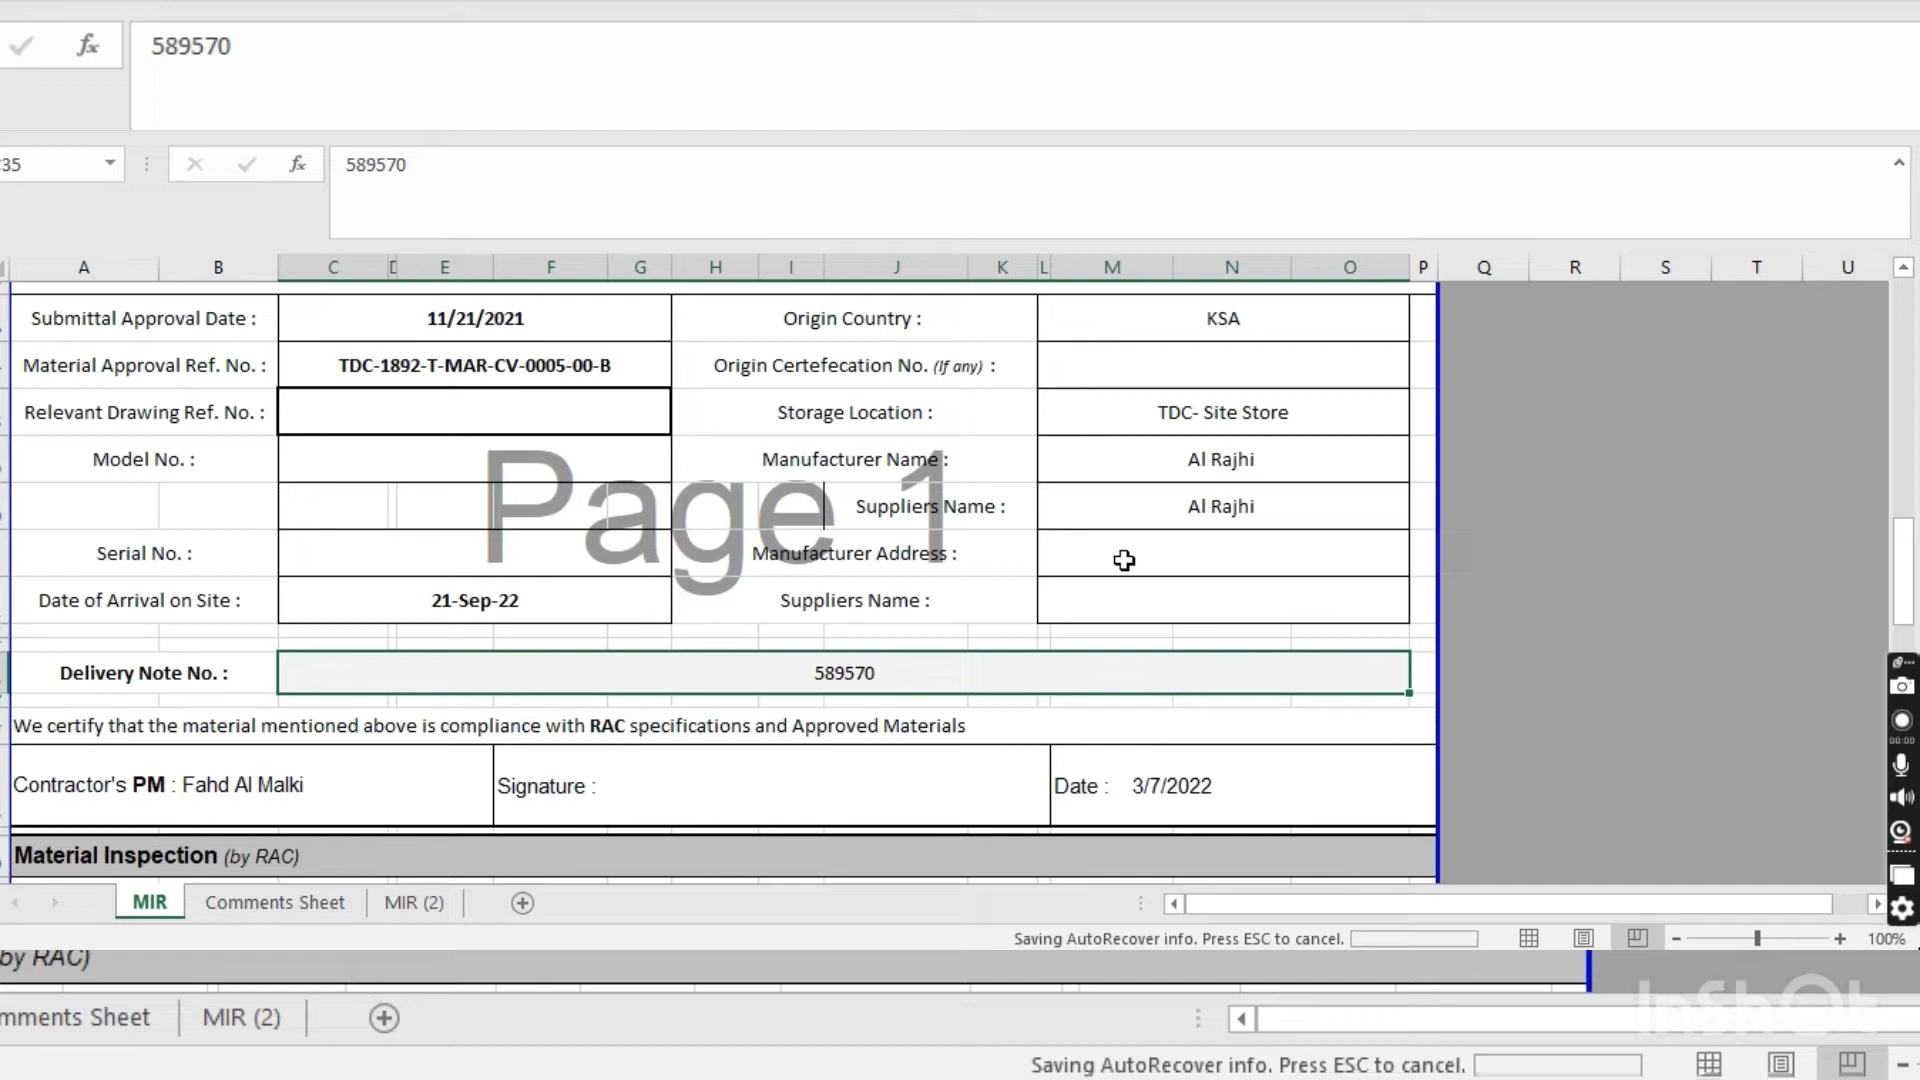 589570
35
589570
A B C D E F G H I J K L M N O P Q R S T U
Submittal Approval Date : 11/21/2021 Origin Country : KSA
Material Approval Ref. No. : TDC-1892-T-MAR-CV-0005-00-B Origin Certefecation No. (If any) :
Relevant Drawing Ref. No. : Storage Location : TDC- Site Store
Model No. : Manufacturer Name : Al Rajhi
Page 1
Suppliers Name : Al Rajhi
Serial No. : Manufacturer Address :
Date of Arrival on Site : 21-Sep-22 Suppliers Name :
Delivery Note No. : 589570
We certify that the material mentioned above is compliance with RAC specifications and Approved Materials
Contractor's PM : Fahd Al Malki Signature : Date : 3/7/2022
Material Inspection (by RAC)
MIR Comments Sheet MIR (2)
Saving AutoRecover info. Press ESC to cancel. 100%
by RAC)
mments Sheet MIR (2)
InShOt
Saving AutoRecover info. Press ESC to cancel.